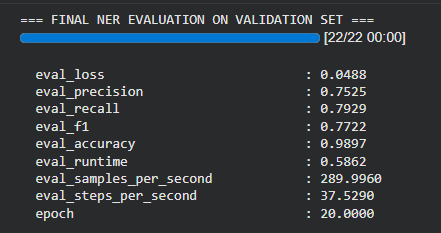 === FINAL NER EVALUATION ON VALIDATION SET ===
[22/22 00:00]
eval_loss : 0.0488
eval_precision : 0.7525
eval_recall : 0.7929
eval_f1 : 0.7722
eval_accuracy : 0.9897
eval_runtime : 0.5862
eval_samples_per_second : 289.9960
eval_steps_per_second : 37.5290
epoch : 20.0000